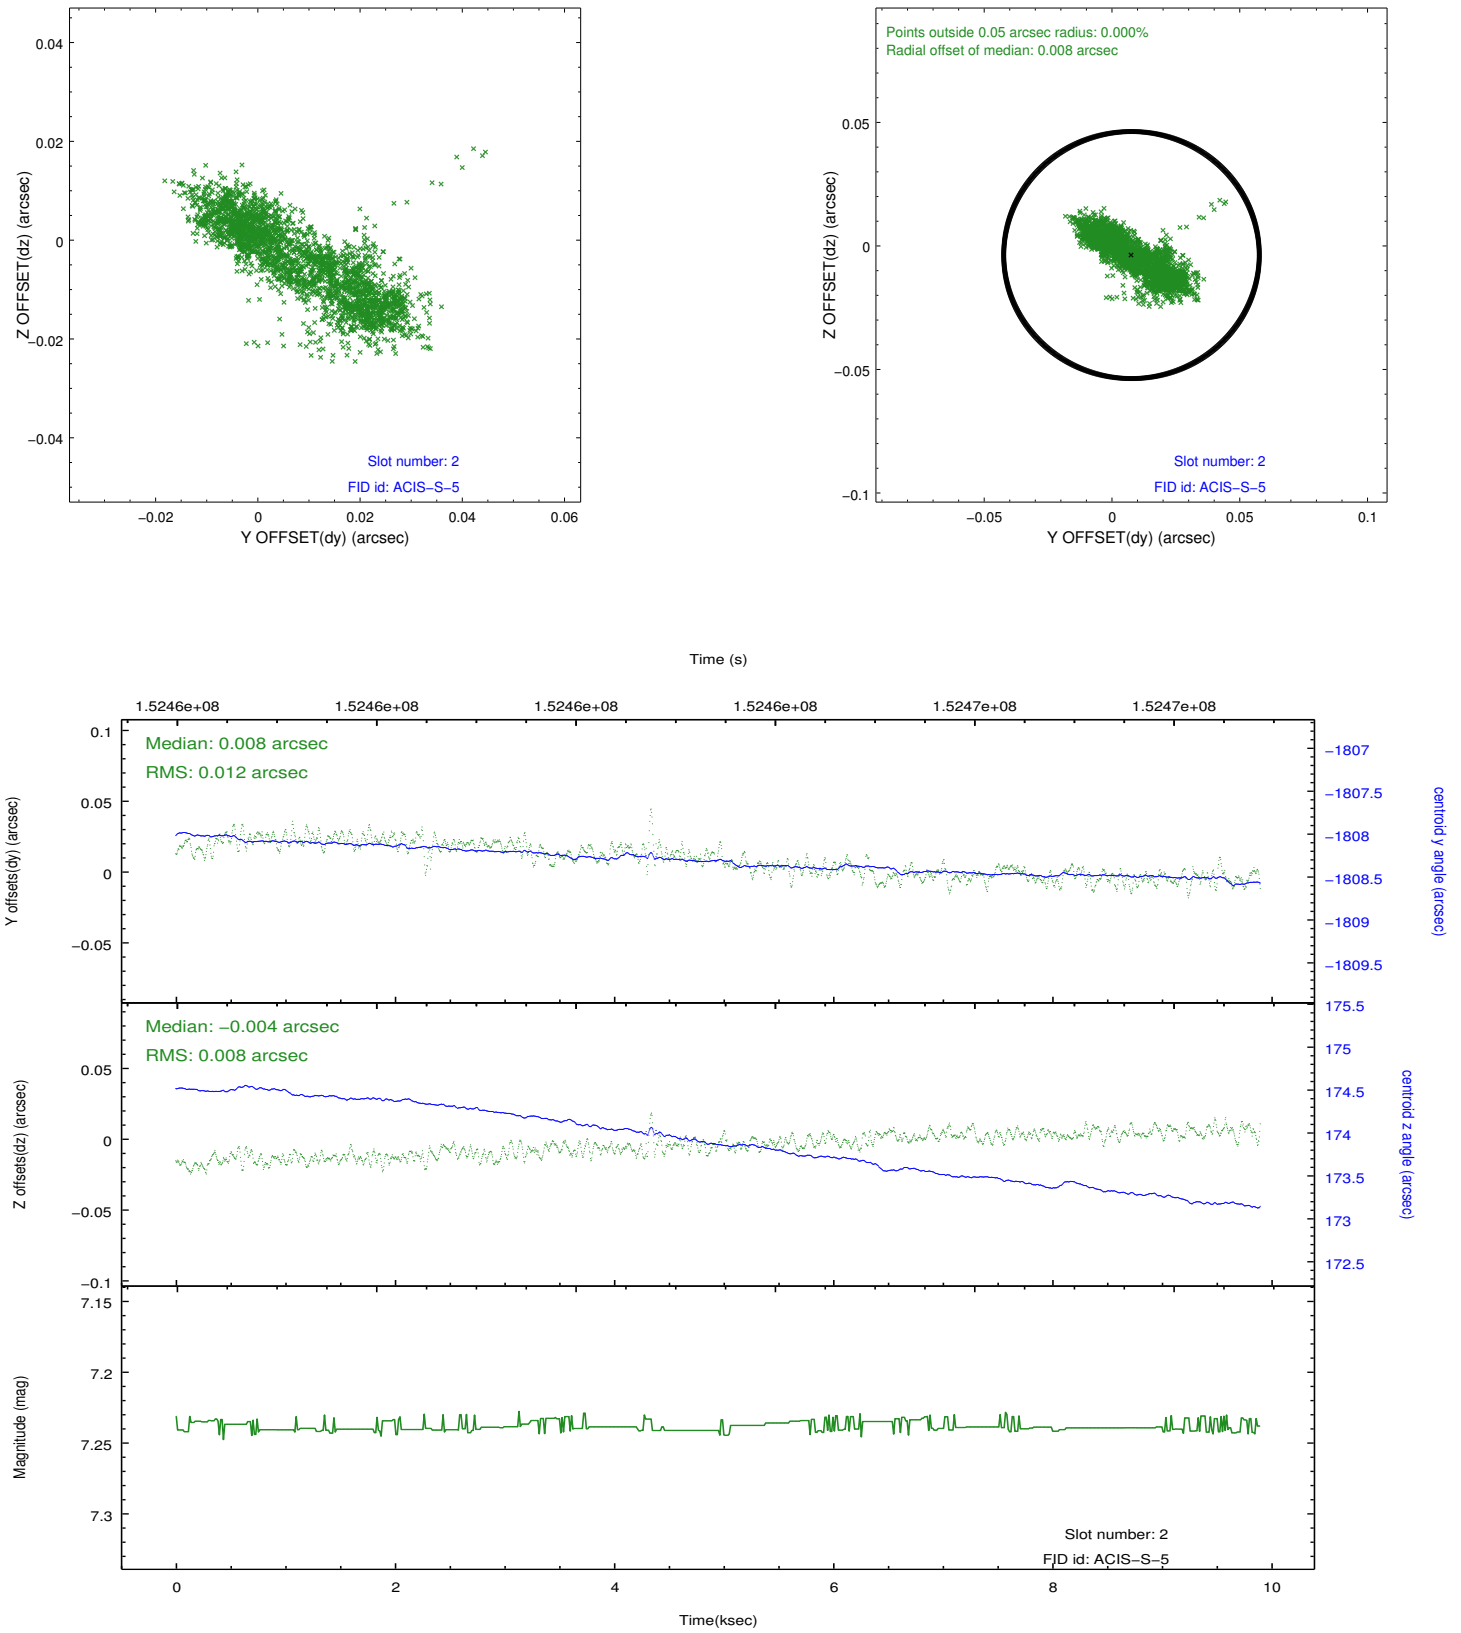 0.04
0.02
0
−0.02
−0.04
Z OFFSET(dz) (arcsec)
Slot number: 2
FID id: ACIS−S−5
−0.02
0
0.02
0.04
0.06
Y OFFSET(dy) (arcsec)
Points outside 0.05 arcsec radius: 0.000%
Radial offset of median: 0.008 arcsec
0.05
0
−0.05
−0.1
Z OFFSET(dz) (arcsec)
Slot number: 2
FID id: ACIS−S−5
−0.05
0
0.05
0.1
Y OFFSET(dy) (arcsec)
Time (s)
1.5246e+08
1.5246e+08
1.5246e+08
1.5246e+08
1.5247e+08
1.5247e+08
0.1
0.05
0
−0.05
Y offsets(dy) (arcsec)
Median: 0.008 arcsec
RMS: 0.012 arcsec
−1807
−1807.5
−1808
−1808.5
−1809
−1809.5
centroid y angle (arcsec)
0.05
0
−0.05
−0.1
Z offsets(dz) (arcsec)
Median: −0.004 arcsec
RMS: 0.008 arcsec
175.5
175
174.5
174
173.5
173
172.5
centroid z angle (arcsec)
7.15
7.2
7.25
7.3
Magnitude (mag)
Slot number: 2
FID id: ACIS−S−5
0
2
4
6
8
10
Time(ksec)